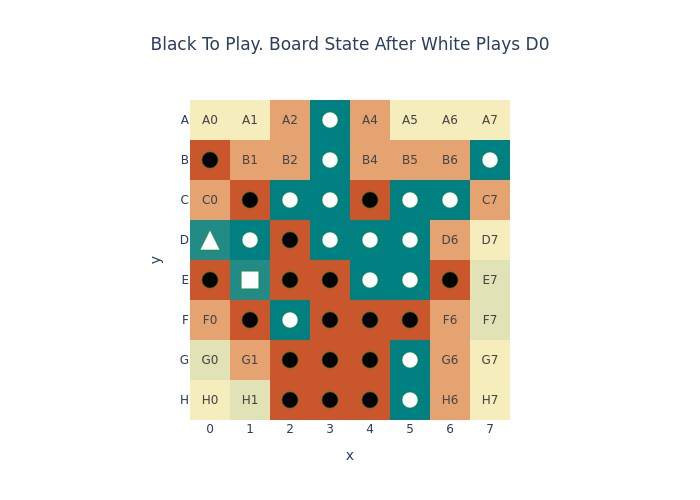 Black To Play. Board State After White Plays D0
A A0 A1 A2 A4 A5 A6 A7
B B1 B2 B4 B5 B6
C C0 C7
D D6 D7
y
E E7
F F0 F6 F7
G G0 G1 G6 G7
H H0 H1 H6 H7
0 1 2 3 4 5 6 7
x